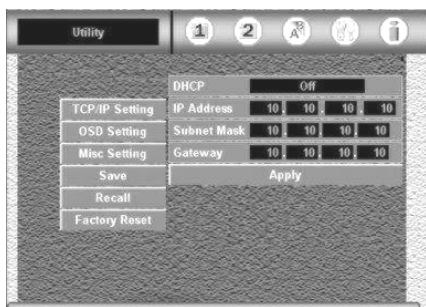 Utility
1 2 A B i
DHCP Off
TCP/IP Setting
IP Address 10 . 10 . 10 . 10
OSD Setting
Subnet Mask 10 . 10 . 10 . 10
Misc Setting
Gateway 10 . 10 . 10 . 10
Save
Apply
Recall
Factory Reset